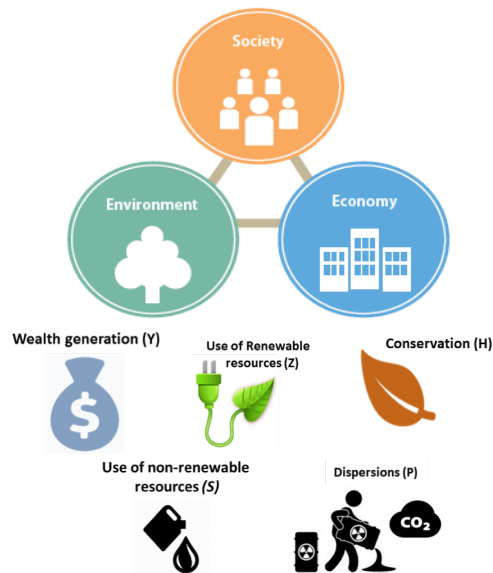 Society
Environment
Economy
Wealth generation (Y)
$
Use of Renewable
resources (Z)
Conservation (H)
Use of non-renewable
resources (S)
Dispersions (P)
CO₂